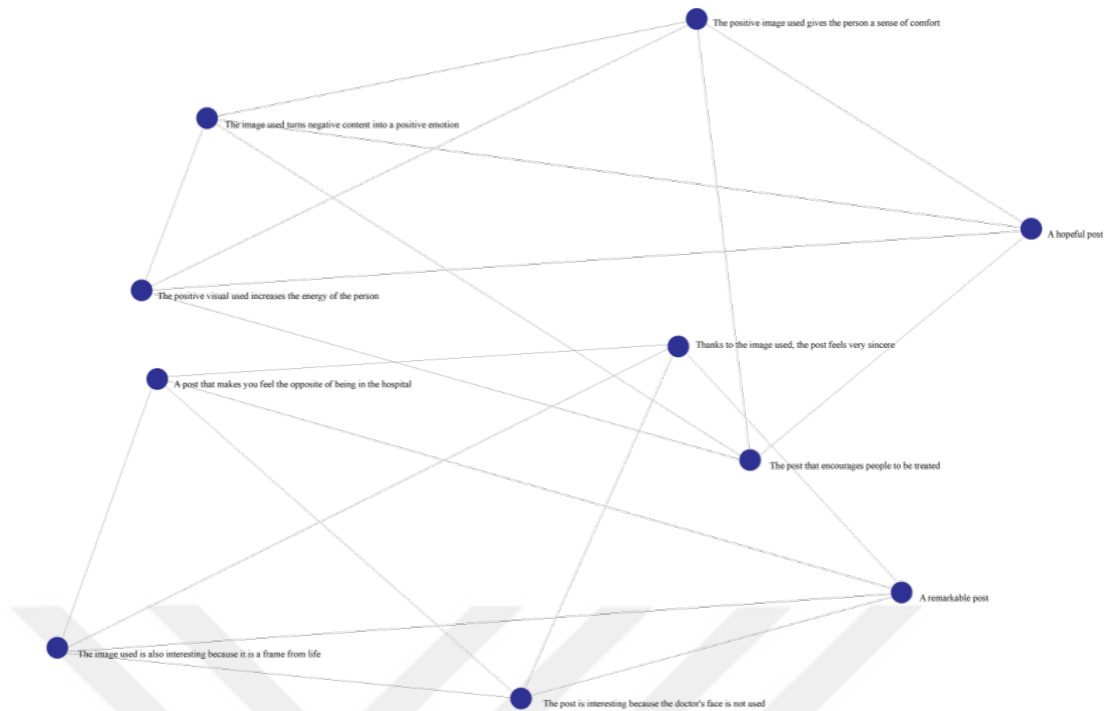 The positive image used gives the person a sense of comfort
The image used turns negative content into a positive emotion
A hopeful post
The positive visual used increases the energy of the person
Thanks to the image used, the post feels very sincere
A post that makes you feel the opposite of being in the hospital
The post that encourages people to be treated
A remarkable post
The image used is also interesting because it is a frame from life
The post is interesting because the doctor's face is not used